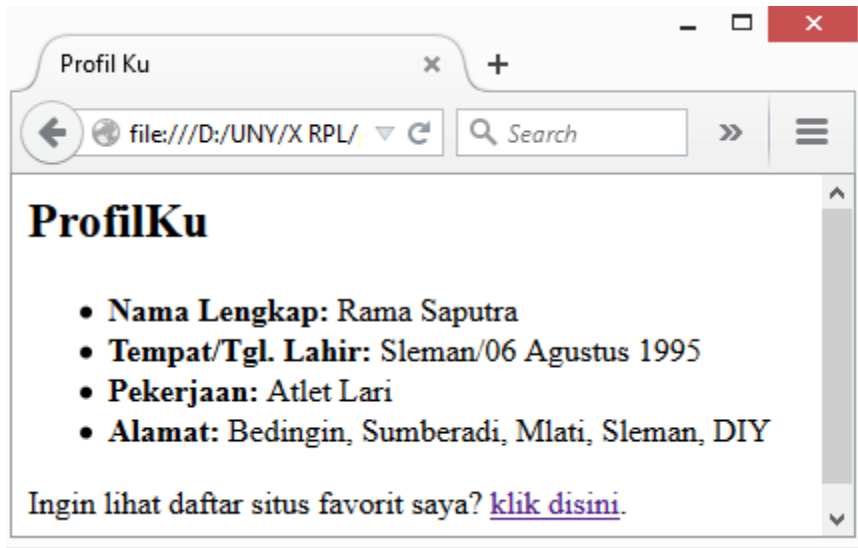 Profil Ku
file:///D:/UNY/X RPL/
Search
ProfilKu
• Nama Lengkap: Rama Saputra
• Tempat/Tgl. Lahir: Sleman/06 Agustus 1995
• Pekerjaan: Atlet Lari
• Alamat: Bedingin, Sumberadi, Mlati, Sleman, DIY
Ingin lihat daftar situs favorit saya? klik disini.